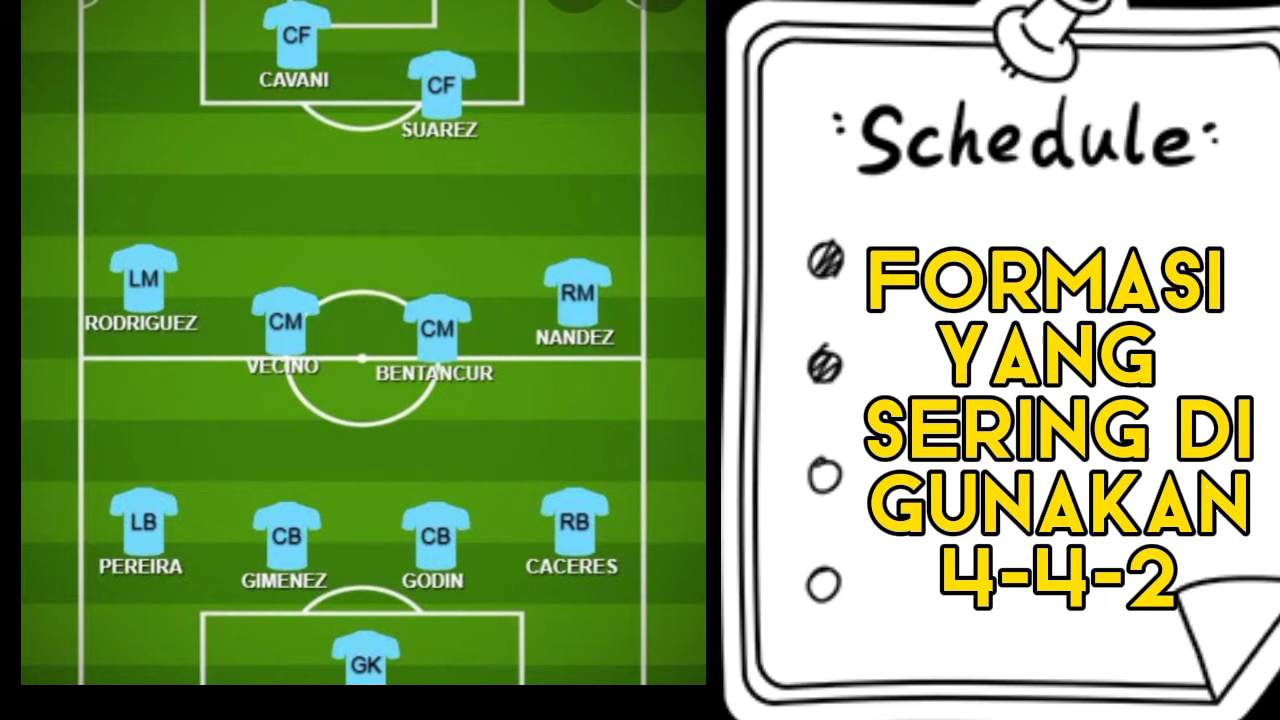 CF
CAVANI
CF
SUAREZ
LM
RODRIGUEZ
CM
VECINO
CM
BENTANCUR
RM
NANDEZ
LB
PEREIRA
CB
GIMENEZ
CB
GODIN
RB
CACERES
GK
Schedule
FORMASI
YANG
SERING DI
GUNAKAN
4-4-2